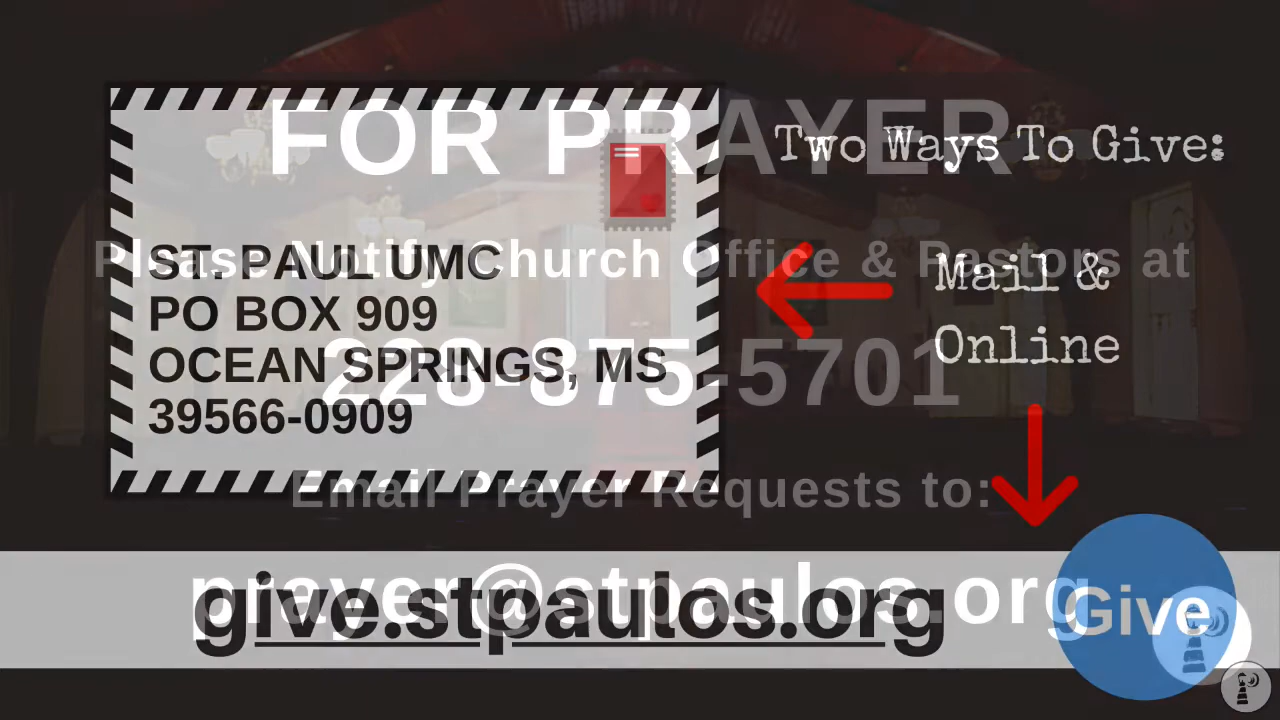 FOR PRAYER
Please Notify Church Office & Pastors at
228-875-5701
Email Prayer Requests to:
prayer@stpaulos.org
Two Ways To Give:
Mail &
Online
ST. PAUL UMC
PO BOX 909
OCEAN SPRINGS, MS
39566-0909
give.stpaulos.org
Give